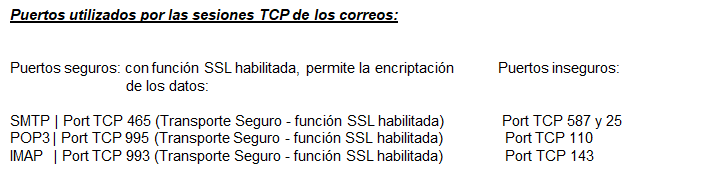 Puertos utilizados por las sesiones TCP de los correos:
Puertos seguros: con función SSL habilitada, permite la encriptación Puertos inseguros:
de los datos:
SMTP | Port TCP 465 (Transporte Seguro - función SSL habilitada) Port TCP 587 y 25
POP3 | Port TCP 995 (Transporte Seguro - función SSL habilitada) Port TCP 110
IMAP | Port TCP 993 (Transporte Seguro - función SSL habilitada) Port TCP 143